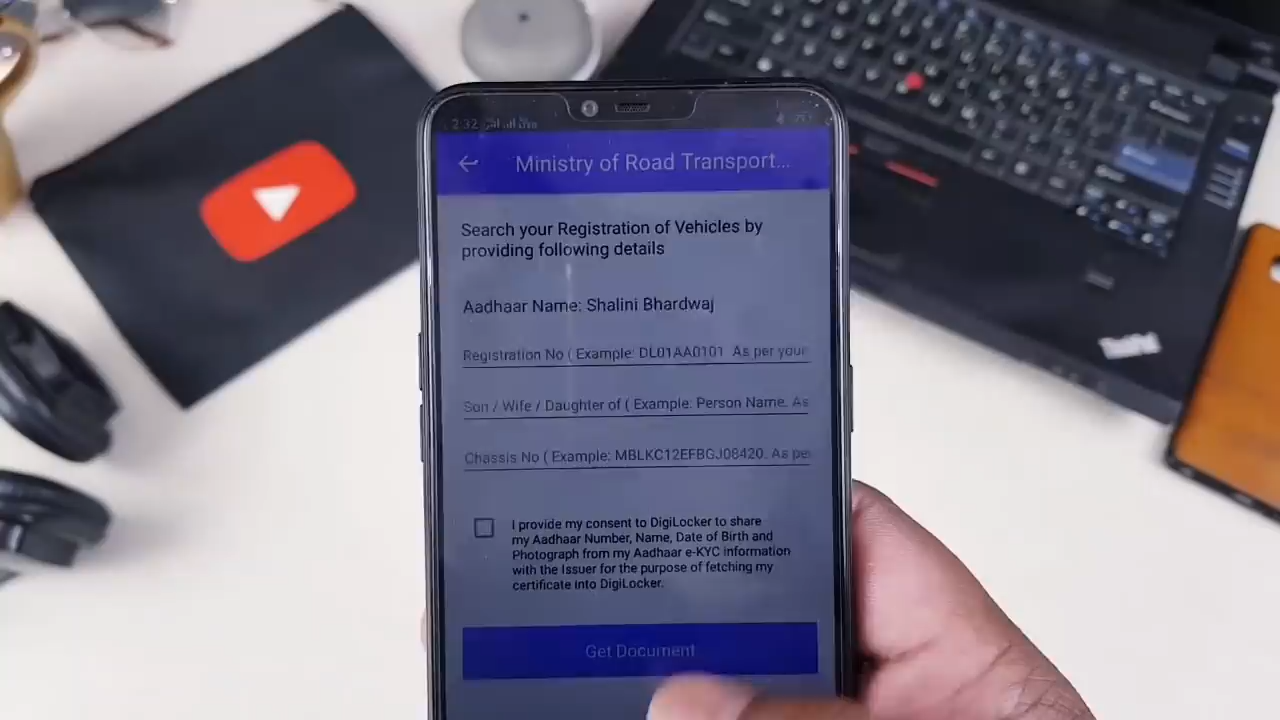 2:32
Ministry of Road Transport...
Search your Registration of Vehicles by
providing following details
Aadhaar Name: Shalini Bhardwaj
Registration No ( Example: DL01AA0101 As per your
Son / Wife / Daughter of ( Example: Person Name. As
Chassis No ( Example: MBLKC12EFBGJ08420. As pe
I provide my consent to DigiLocker to share
my Aadhaar Number, Name, Date of Birth and
Photograph from my Aadhaar e-KYC information
with the Issuer for the purpose of fetching my
certificate into DigiLocker.
Get Document
ThinkPad